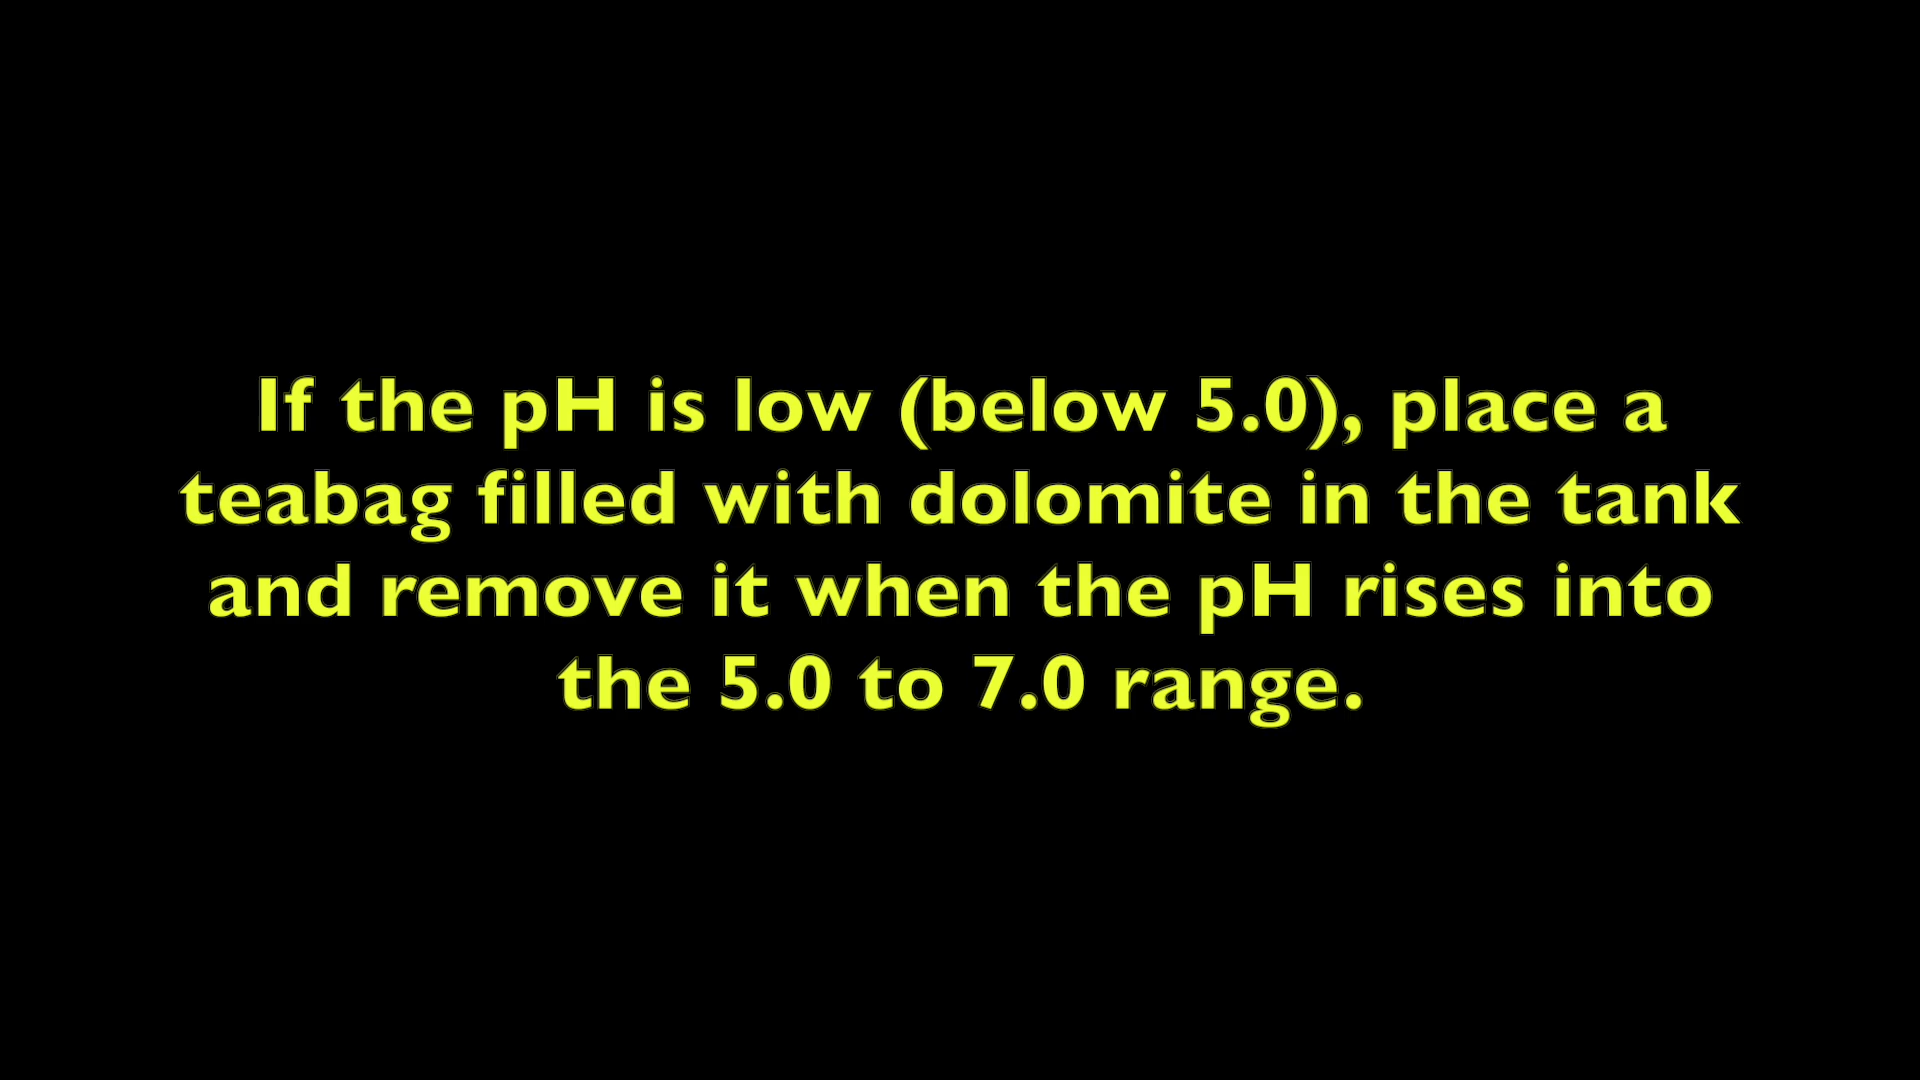 If the pH is low (below 5.0), place a
teabag filled with dolomite in the tank
and remove it when the pH rises into
the 5.0 to 7.0 range.